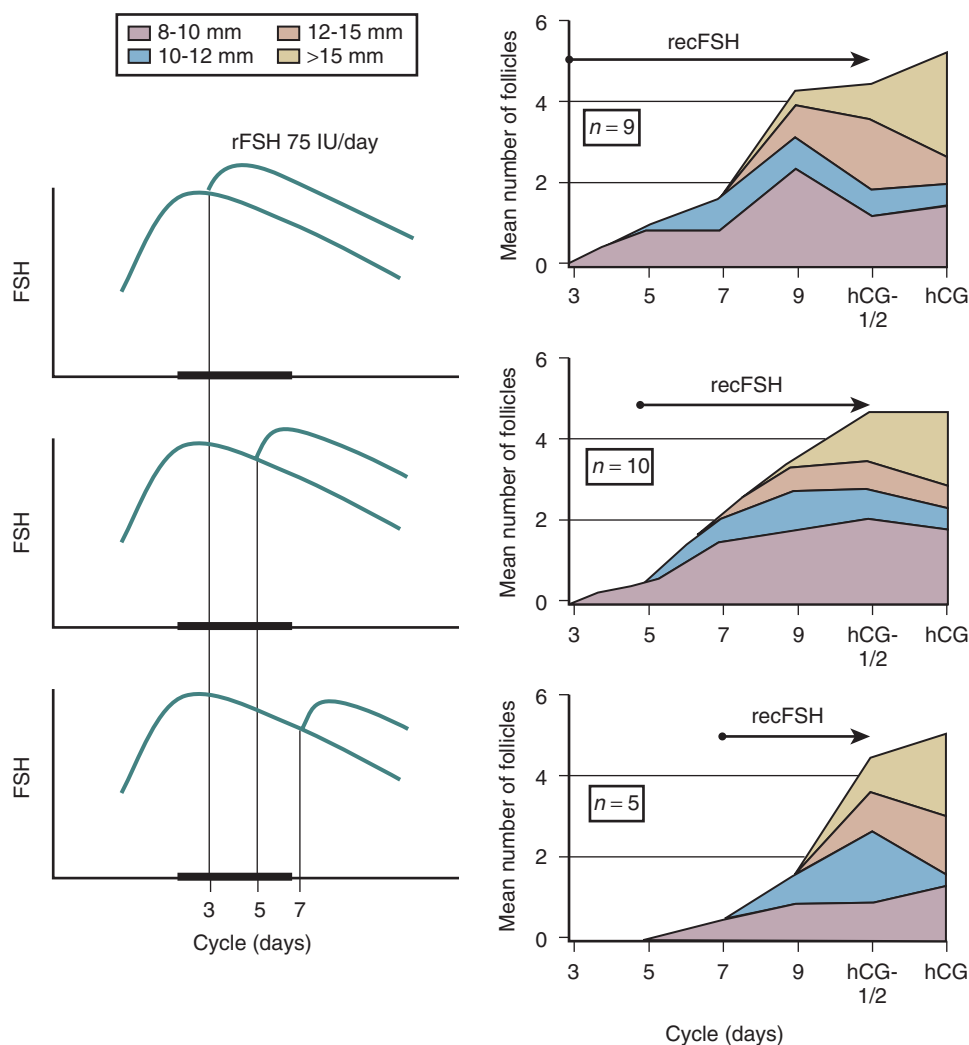 8-10 mm 12-15 mm
10-12 mm >15 mm
rFSH 75 IU/day
FSH
FSH
FSH
3 5 7
Cycle (days)
Mean number of follicles
6
4
2
0
recFSH
n = 9
3 5 7 9 hCG- hCG
1/2
Mean number of follicles
6
4
2
0
recFSH
n = 10
3 5 7 9 hCG- hCG
1/2
Mean number of follicles
6
4
2
0
recFSH
n = 5
3 5 7 9 hCG- hCG
1/2
Cycle (days)